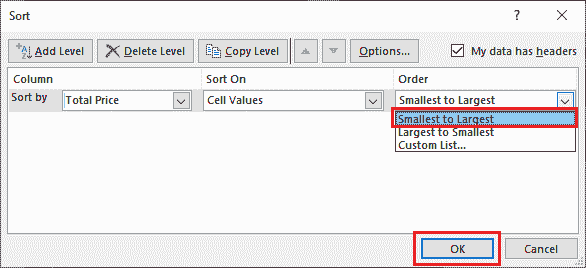 Sort
? ×
Add Level Delete Level Copy Level Options... My data has headers
Column Sort On Order
Sort by Total Price Cell Values Smallest to Largest
Smallest to Largest
Largest to Smallest
Custom List...
OK Cancel